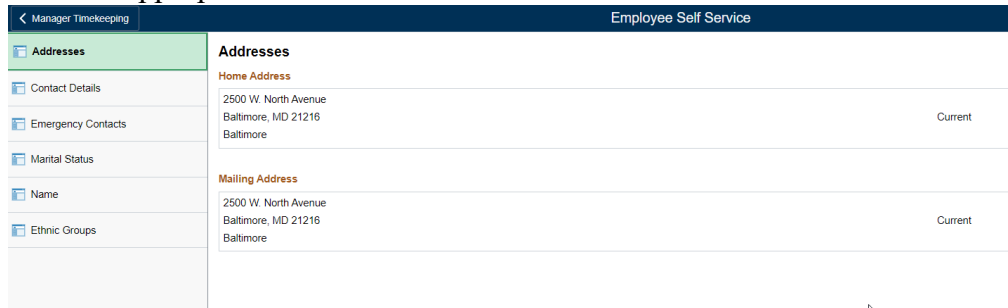 Manager Timekeeping
Employee Self Service
Addresses
Contact Details
Emergency Contacts
Marital Status
Name
Ethnic Groups
Addresses
Home Address
2500 W. North Avenue
Baltimore, MD 21216
Current
Baltimore
Mailing Address
2500 W. North Avenue
Baltimore, MD 21216
Current
Baltimore